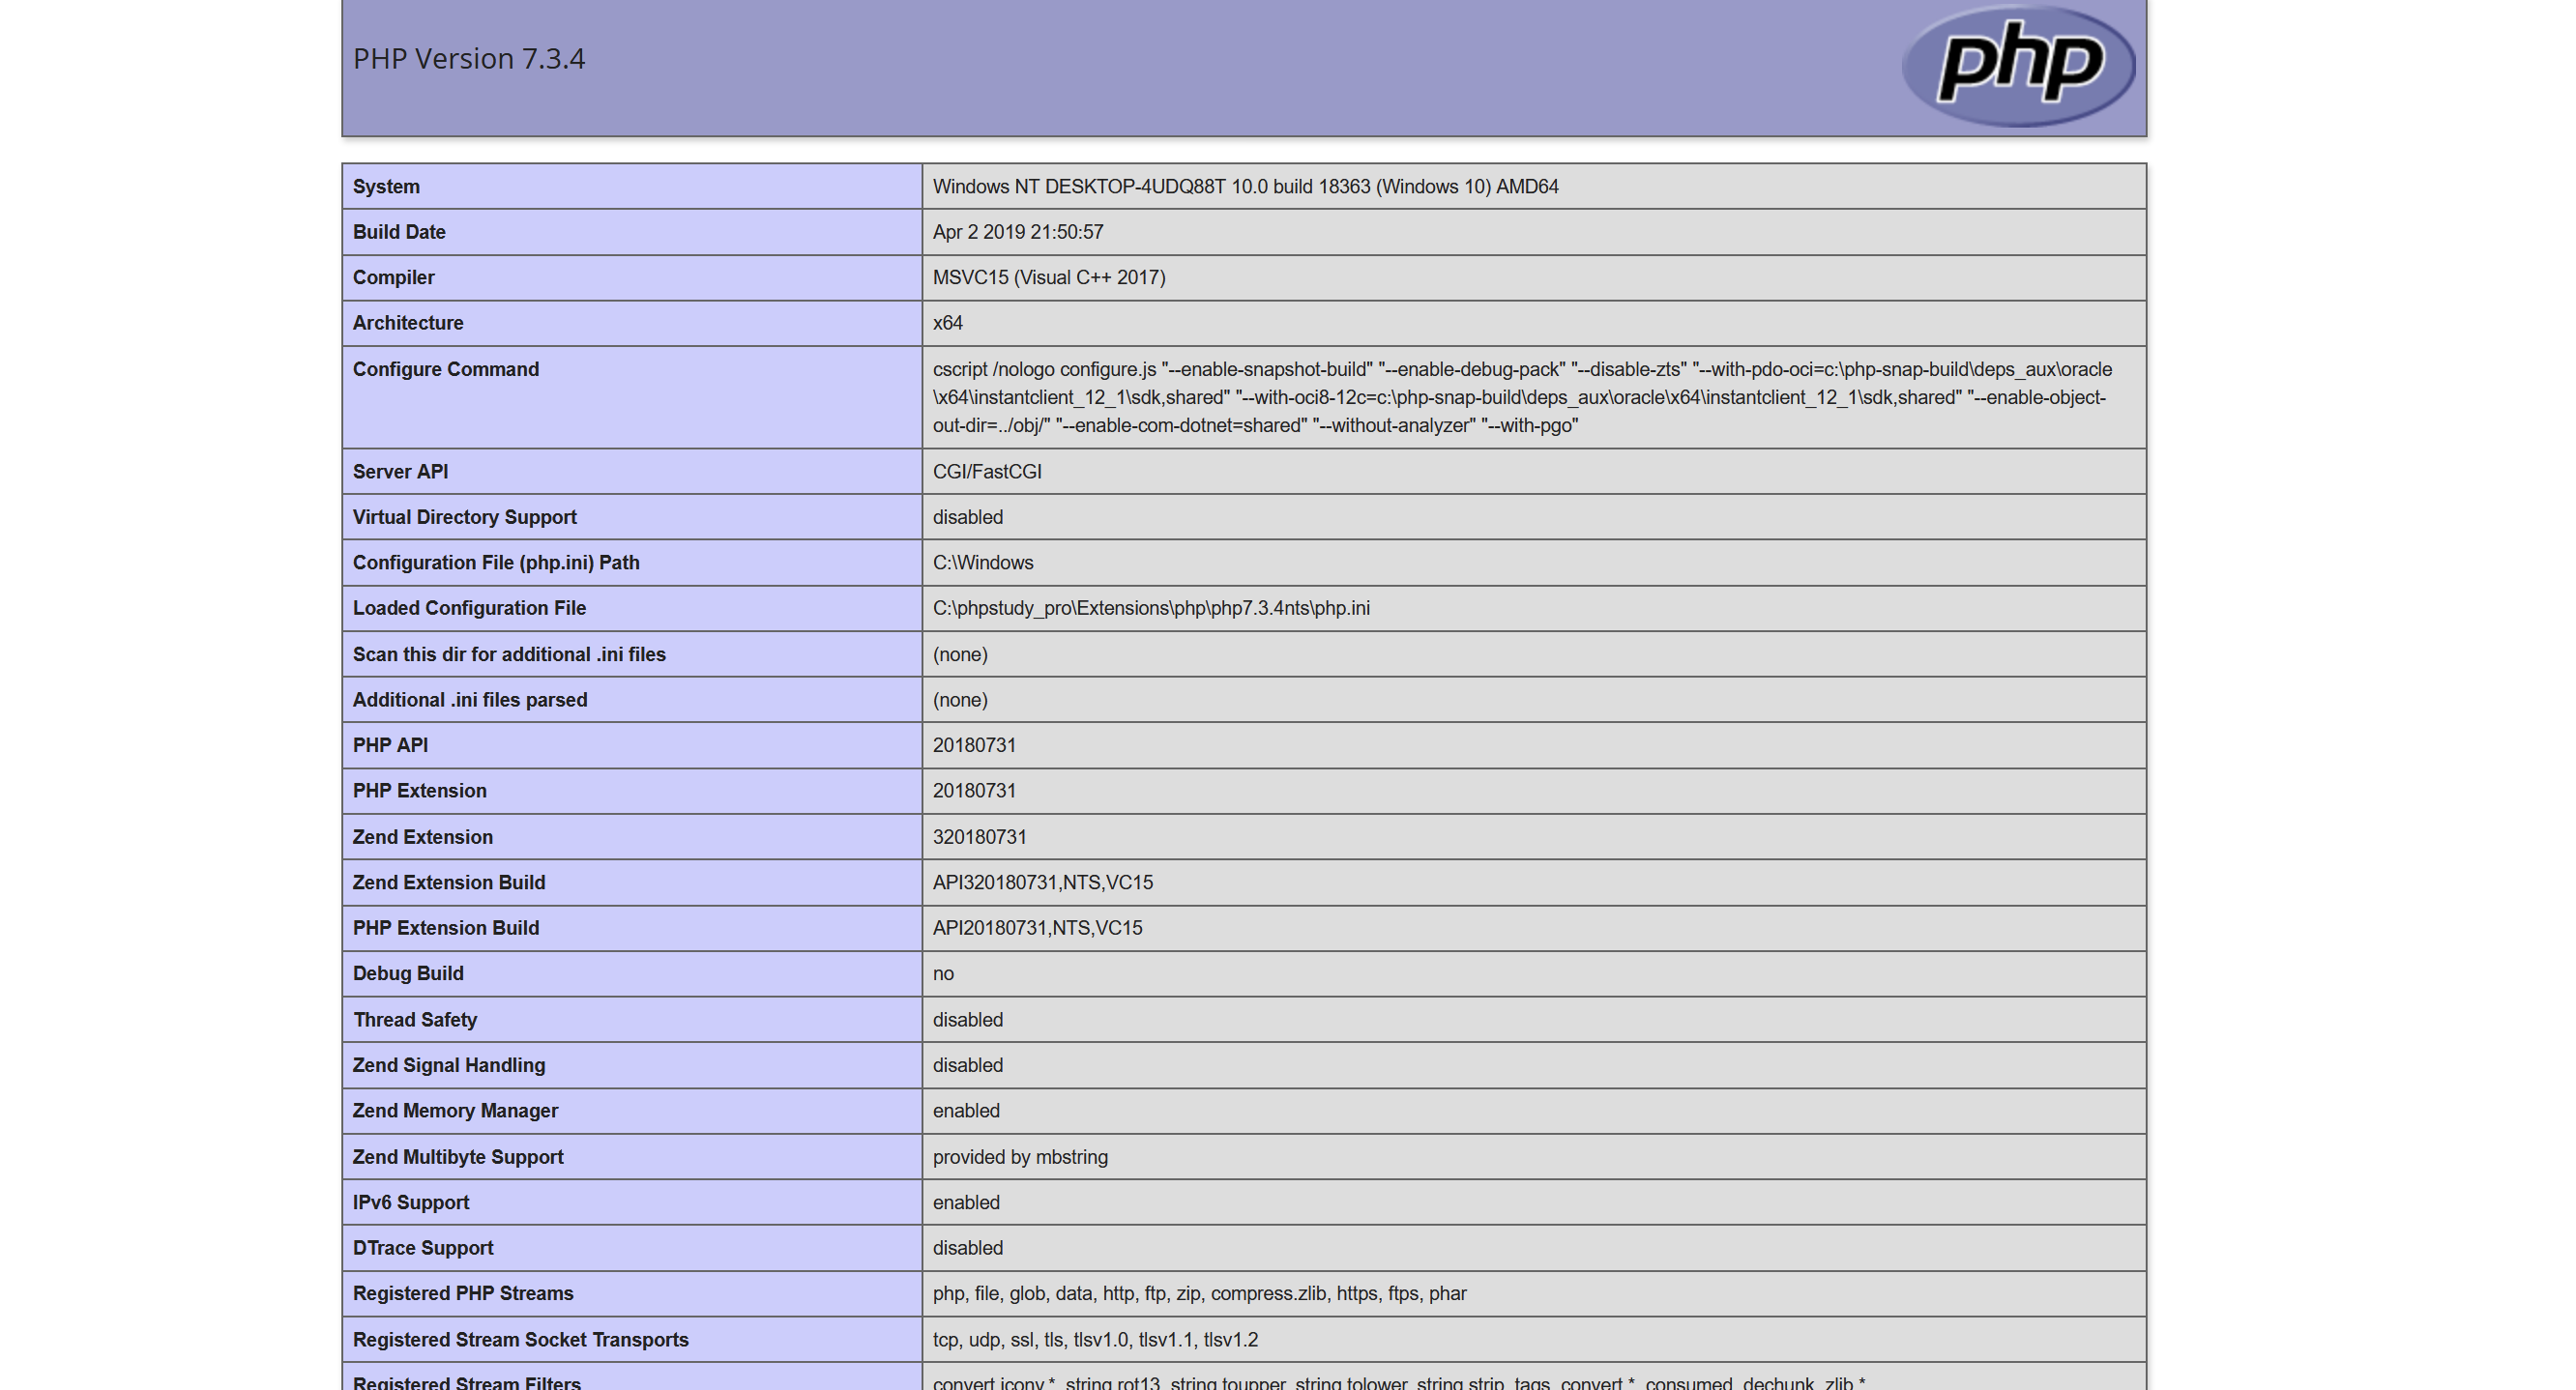 PHP Version 7.3.4
php
System Windows NT DESKTOP-4UDQ88T 10.0 build 18363 (Windows 10) AMD64
Build Date Apr 2 2019 21:50:57
Compiler MSVC15 (Visual C++ 2017)
Architecture x64
Configure Command cscript /nologo configure.js "--enable-snapshot-build" "--enable-debug-pack" "--disable-zts" "--with-pdo-oci=c:\php-snap-build\deps_aux\oracle
\x64\instantclient_12_1\sdk,shared" "--with-oci8-12c=c:\php-snap-build\deps_aux\oracle\x64\instantclient_12_1\sdk,shared" "--enable-object-
out-dir=../obj/" "--enable-com-dotnet=shared" "--without-analyzer" "--with-pgo"
Server API CGI/FastCGI
Virtual Directory Support disabled
Configuration File (php.ini) Path C:\Windows
Loaded Configuration File C:\phpstudy_pro\Extensions\php\php7.3.4nts\php.ini
Scan this dir for additional .ini files (none)
Additional .ini files parsed (none)
PHP API 20180731
PHP Extension 20180731
Zend Extension 320180731
Zend Extension Build API320180731,NTS,VC15
PHP Extension Build API20180731,NTS,VC15
Debug Build no
Thread Safety disabled
Zend Signal Handling disabled
Zend Memory Manager enabled
Zend Multibyte Support provided by mbstring
IPv6 Support enabled
DTrace Support disabled
Registered PHP Streams php, file, glob, data, http, ftp, zip, compress.zlib, https, ftps, phar
Registered Stream Socket Transports tcp, udp, ssl, tls, tlsv1.0, tlsv1.1, tlsv1.2
Registered Stream Filters convert.iconv.*, string.rot13, string.toupper, string.tolower, string.strip_tags, convert.*, consumed, dechunk, zlib.*